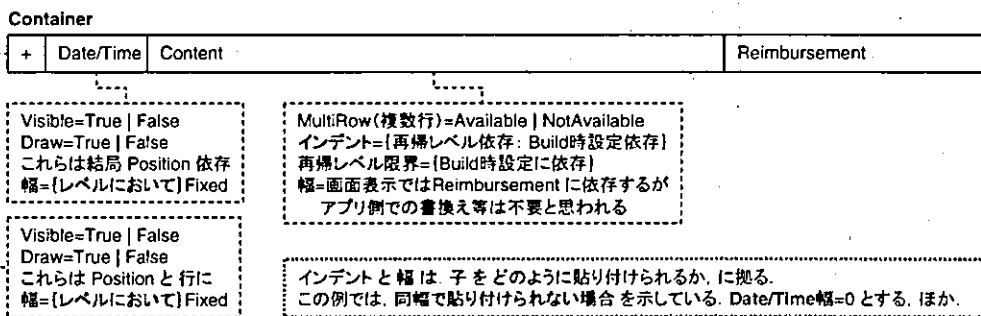 Container
+ Date/Time Content Reimbursement
Visible=True | False
Draw=True | False
これらは結局 Position 依存
幅={レベルにおいて}Fixed
MultiRow(複数行)=Available | NotAvailable
インデント={再帰レベル依存: Build時設定依存}
再帰レベル限界={Build時設定に依存}
幅=画面表示ではReimbursement に依存するが
アプリ側での書換え等は不要と思われる
Visible=True | False
Draw=True | False
これらは Position と 行に
幅={レベルにおいて}Fixed
インデント と 幅 は, 子 を どのように貼り付けられるか, に拠る.
この例では, 同幅で貼り付けられない場合 を示している. Date/Time幅=0 とする, ほか.